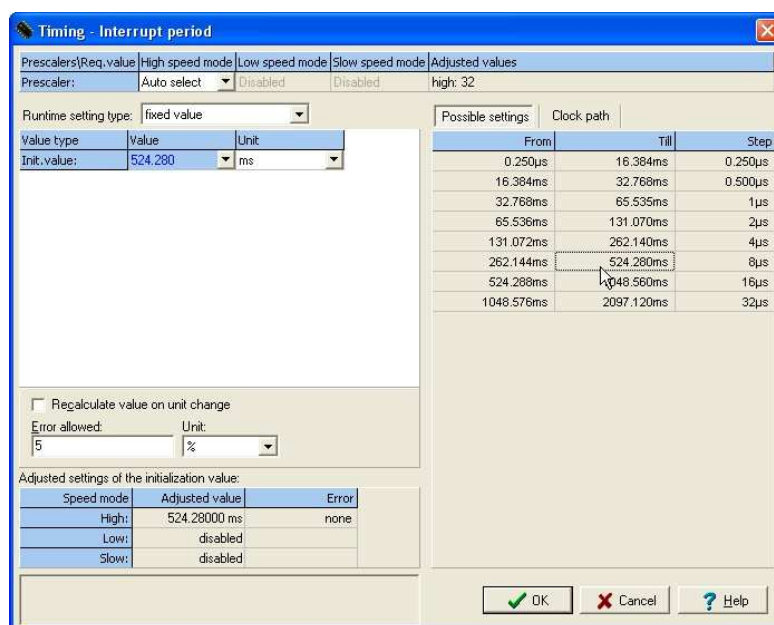 Timing - Interrupt period
Prescalers\Req.value High speed mode Low speed mode Slow speed mode Adjusted values
Prescaler: Auto select Disabled Disabled high: 32
Runtime setting type: fixed value
Possible settings Clock path
Value type Value Unit
Init.value: 524.280 ms
From Till Step
0.250µs 16.384ms 0.250µs
16.384ms 32.768ms 0.500µs
32.768ms 65.535ms 1µs
65.536ms 131.070ms 2µs
131.072ms 262.140ms 4µs
262.144ms 524.280ms 8µs
524.288ms 1048.560ms 16µs
1048.576ms 2097.120ms 32µs
Recalculate value on unit change
Error allowed: Unit:
5 %
Adjusted settings of the initialization value:
Speed mode Adjusted value Error
High: 524.28000 ms none
Low: disabled
Slow: disabled
OK Cancel Help